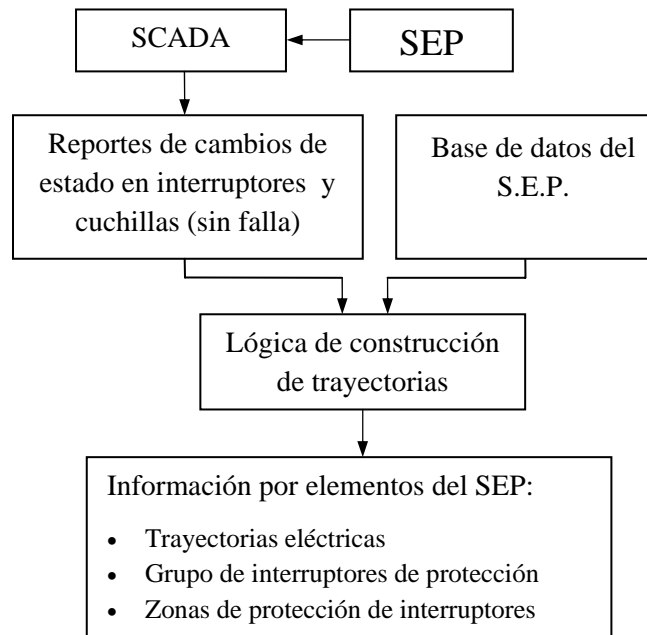 SCADA
SEP
Reportes de cambios de
estado en interruptores y
cuchillas (sin falla)
Base de datos del
S.E.P.
Lógica de construcción
de trayectorias
Información por elementos del SEP:
• Trayectorias eléctricas
• Grupo de interruptores de protección
• Zonas de protección de interruptores